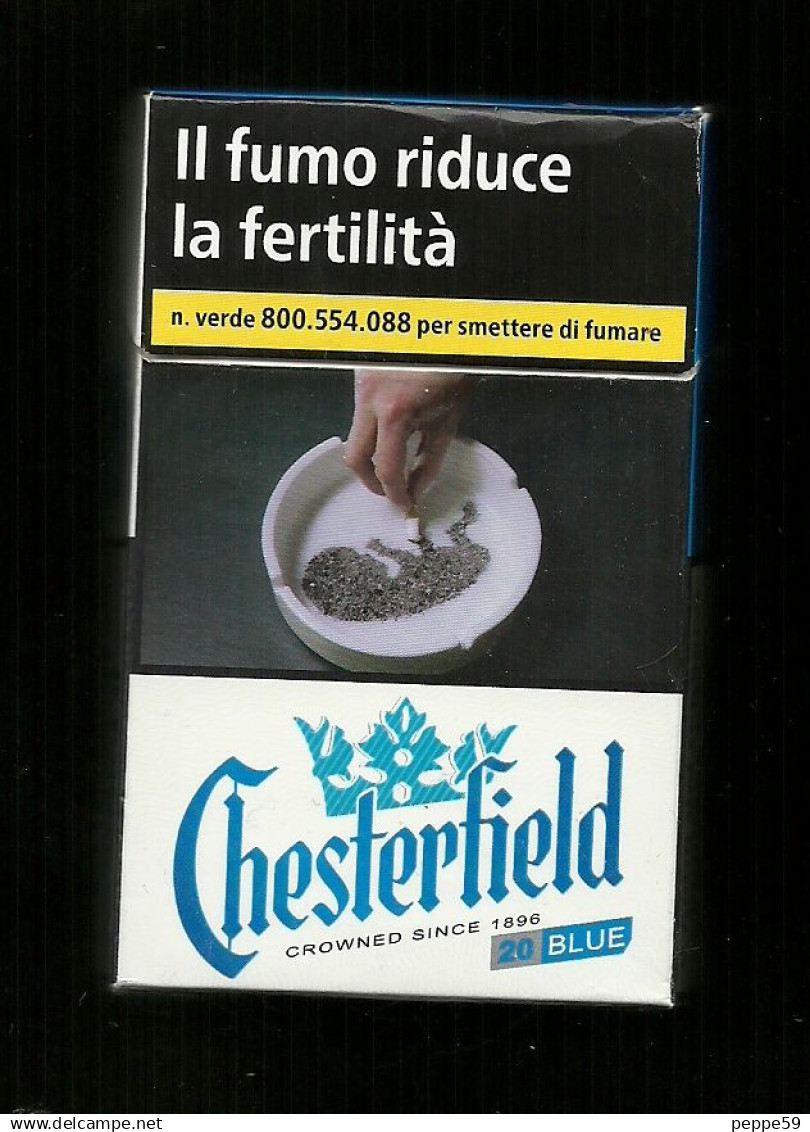 Il fumo riduce
la fertilità
n. verde 800.554.088 per smettere di fumare
Chesterfield
CROWNED SINCE 1896
20 BLUE
delcampe.net
peppe59